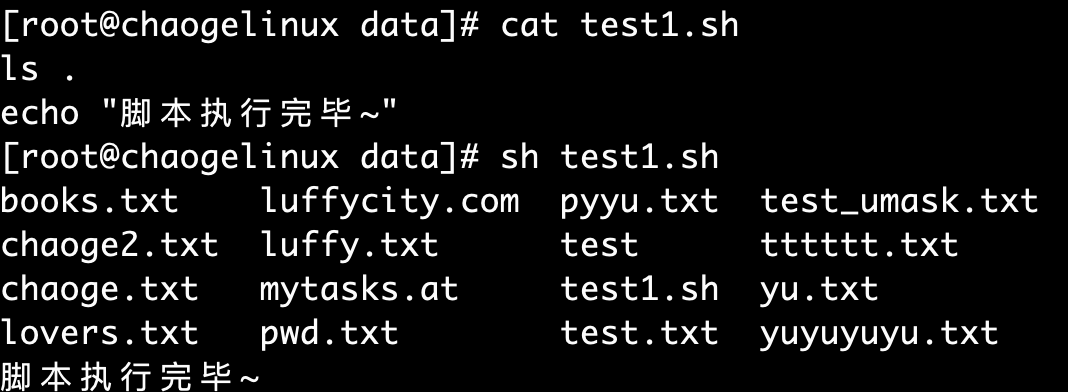 [root@chaogelinux data]# cat test1.sh
ls .
echo "脚本执行完毕~"
[root@chaogelinux data]# sh test1.sh
books.txt    luffycity.com  pyyu.txt  test_umask.txt
chaoge2.txt  luffy.txt      test      tttttt.txt
chaoge.txt   mytasks.at     test1.sh  yu.txt
lovers.txt   pwd.txt        test.txt  yuyuyuyu.txt
脚本执行完毕~